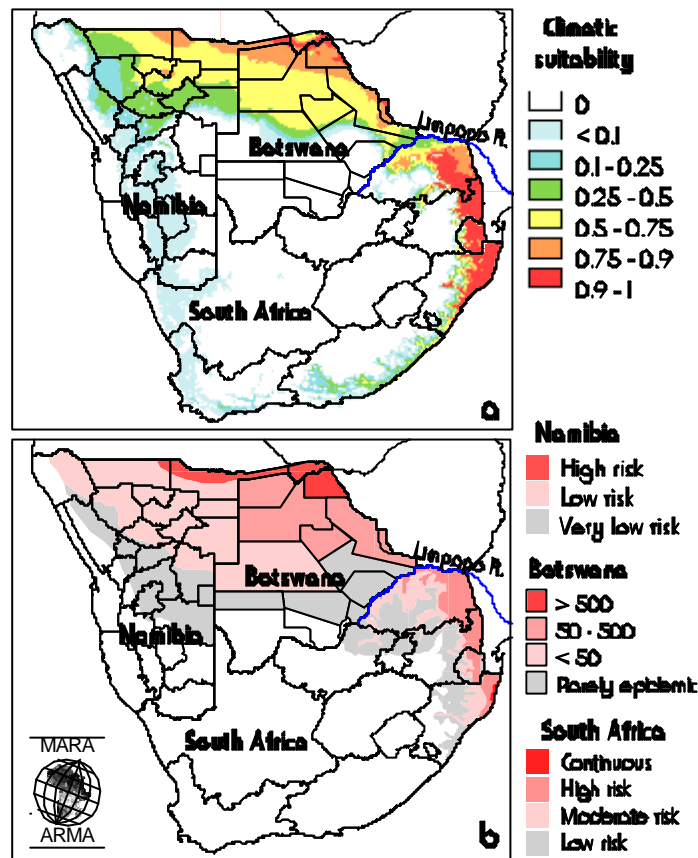 Climatic
suitability
0
< 0.1
0.1 - 0.25
0.25 - 0.5
0.5 - 0.75
0.75 - 0.9
0.9 - 1
Limpopo R.
Botswana
Namibia
South Africa
a
Namibia
High risk
Low risk
Very low risk
Botswana
> 500
50 - 500
< 50
Rarely epidemic
South Africa
Continuous
High risk
Moderate risk
Low risk
Limpopo R.
Botswana
Namibia
South Africa
MARA
ARMA
b